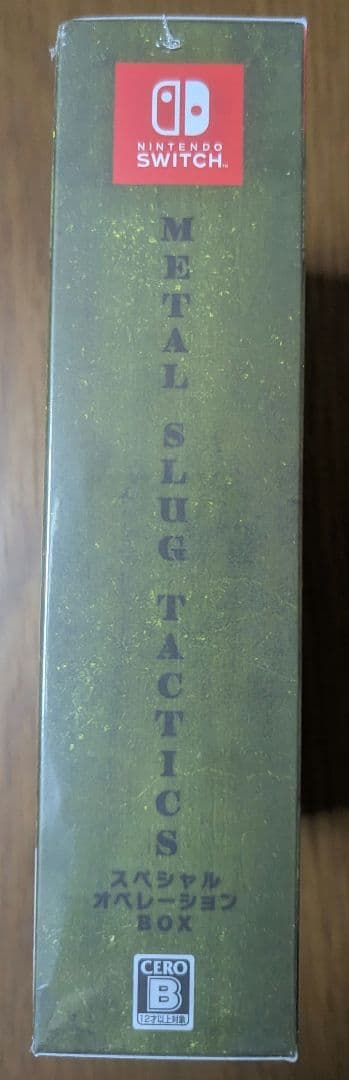 NINTENDO
SWITCH™
METAL SLUG TACTICS
スペシャル
オペレーション
BOX
CERO
B
12才以上対象